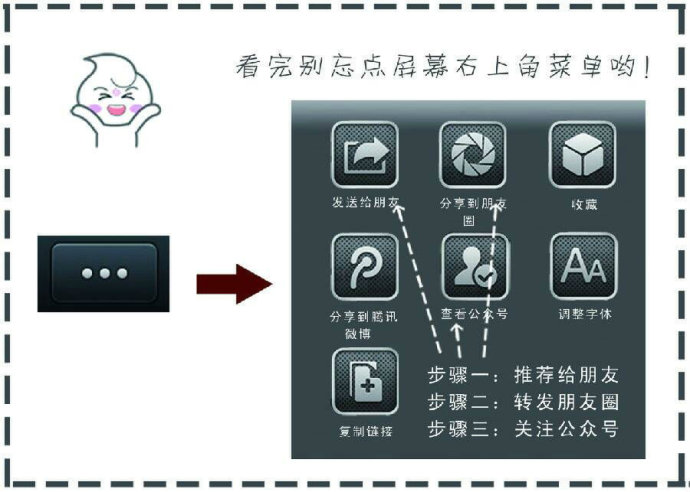 看完别忘点屏幕右上角菜单哟！
发送给朋友
分享到朋友
圈
收藏
分享到腾讯
微博
查看公众号
AA
调整字体
复制链接
步骤一：推荐给朋友
步骤二：转发朋友圈
步骤三：关注公众号